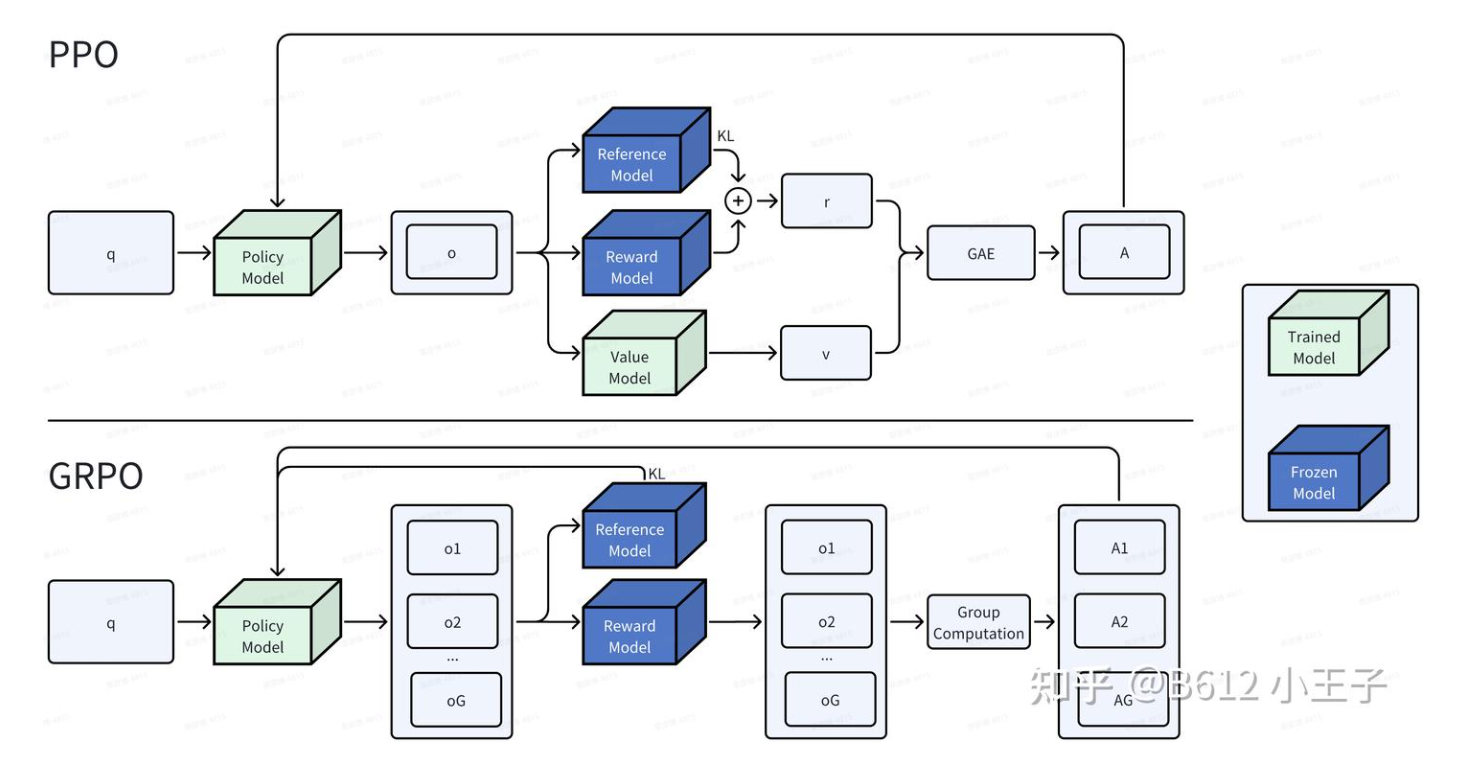 PPO
KL
Reference
Model
r
q
Policy
Model
o
Reward
Model
+
GAE
A
Value
Model
v
Trained
Model
Frozen
Model
GRPO
KL
o1
Reference
Model
o1
A1
q
Policy
Model
o2
Reward
Model
o2
Group
Computation
A2
...
...
oG
oG
AG
知乎 @B612 小王子